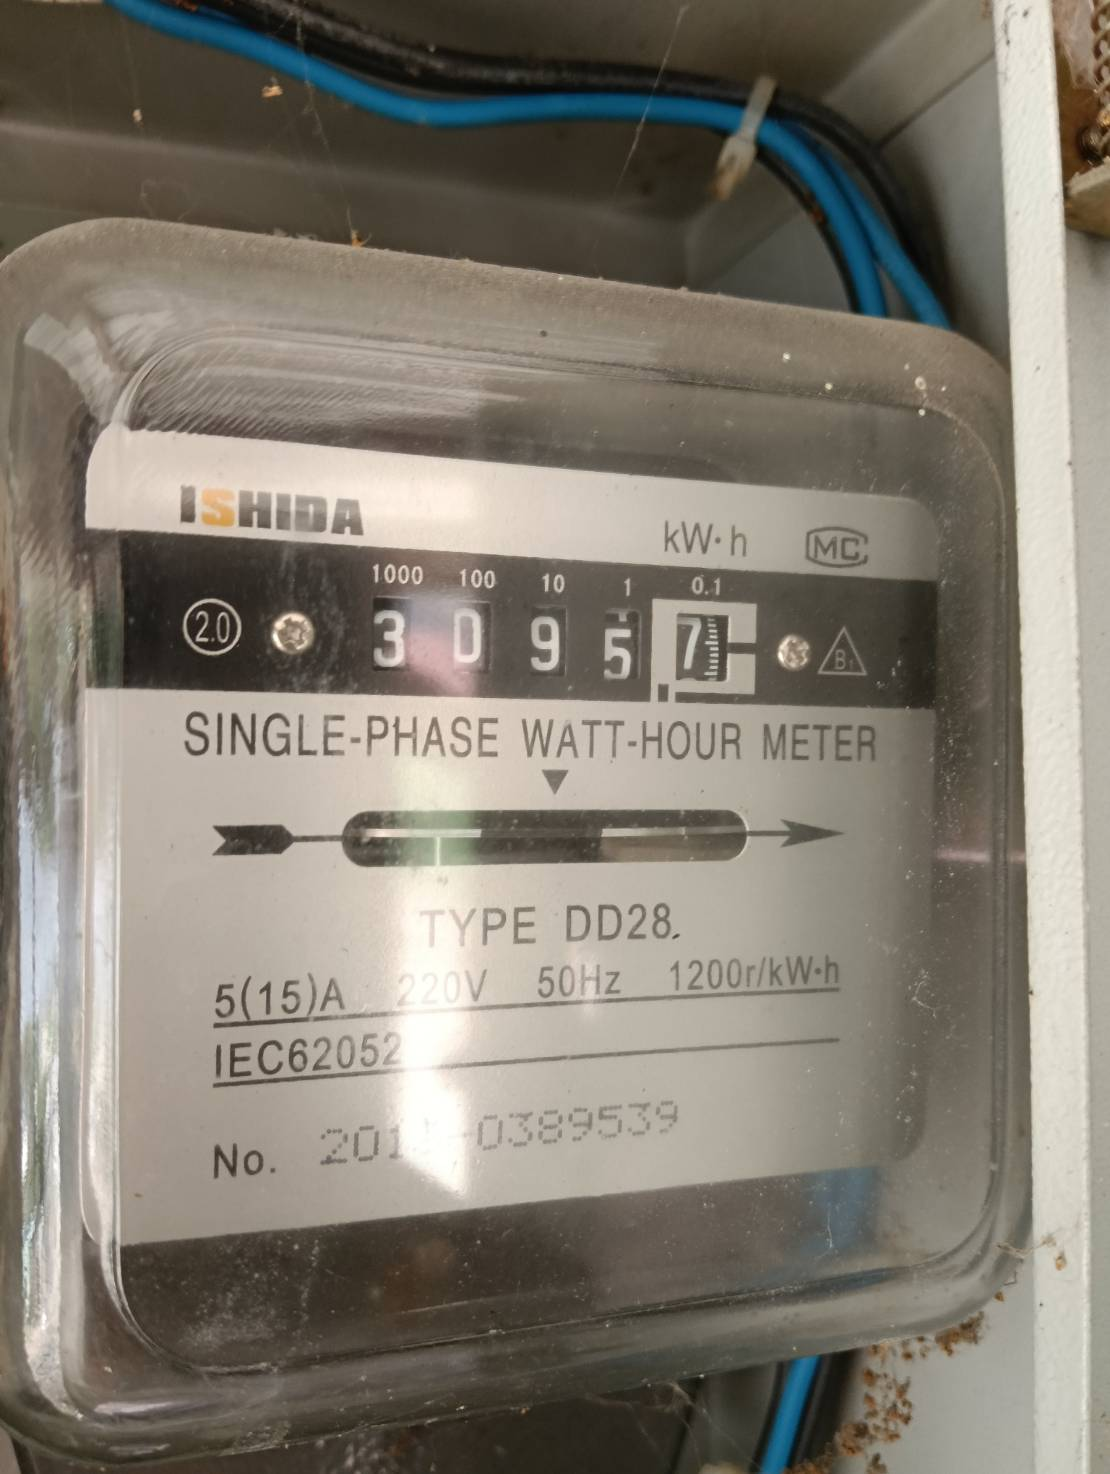 ISHIDA
kW·h
MC
1000 100 10 1 0.1
2.0
3 0 9 5 7
B
SINGLE-PHASE WATT-HOUR METER
TYPE DD28
5(15)A 220V 50Hz 1200r/kW·h
IEC62052
No. 0389539